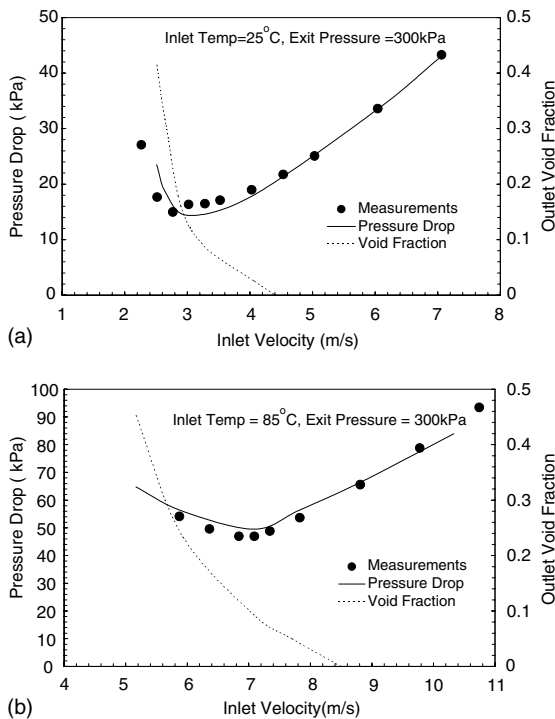 (a)
Inlet Temp=25°C, Exit Pressure =300kPa
Pressure Drop ( kPa)
50
40
30
20
10
0
Outlet Void Fraction
0.5
0.4
0.3
0.2
0.1
0
Measurements
Pressure Drop
Void Fraction
1 2 3 4 5 6 7 8
Inlet Velocity (m/s)
(b)
Inlet Temp = 85°C, Exit Pressure = 300kPa
Pressure Drop ( kPa)
100
90
80
70
60
50
40
30
20
10
0
Outlet Void Fraction
0.5
0.4
0.3
0.2
0.1
0
Measurements
Pressure Drop
Void Fraction
4 5 6 7 8 9 10 11
Inlet Velocity(m/s)